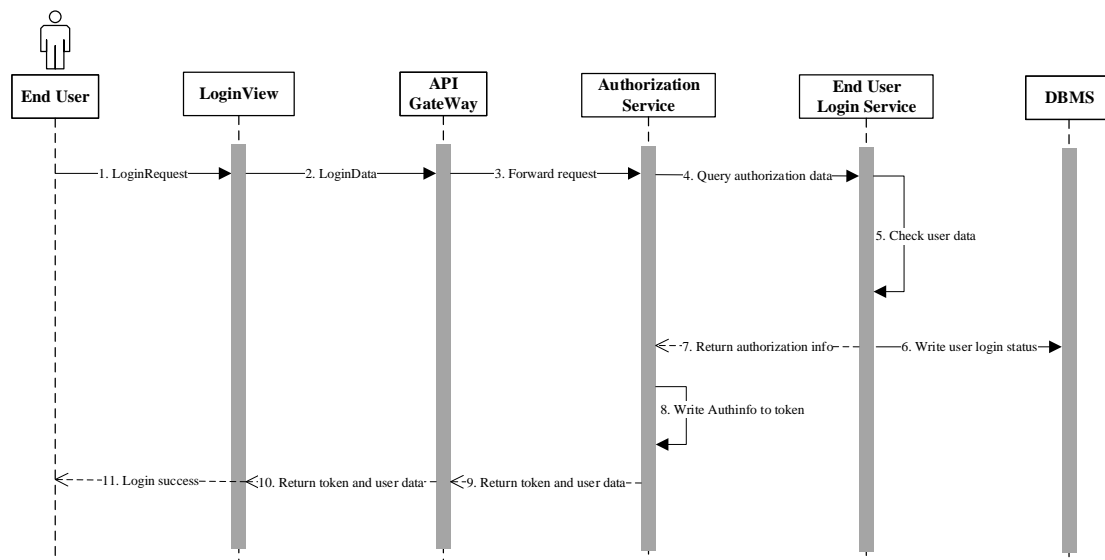 End User
LoginView
API
GateWay
Authorization
Service
End User
Login Service
DBMS
1. LoginRequest
2. LoginData
3. Forward request
4. Query authorization data
5. Check user data
7. Return authorization info
6. Write user login status
8. Write Authinfo to token
11. Login success
10. Return token and user data
9. Return token and user data